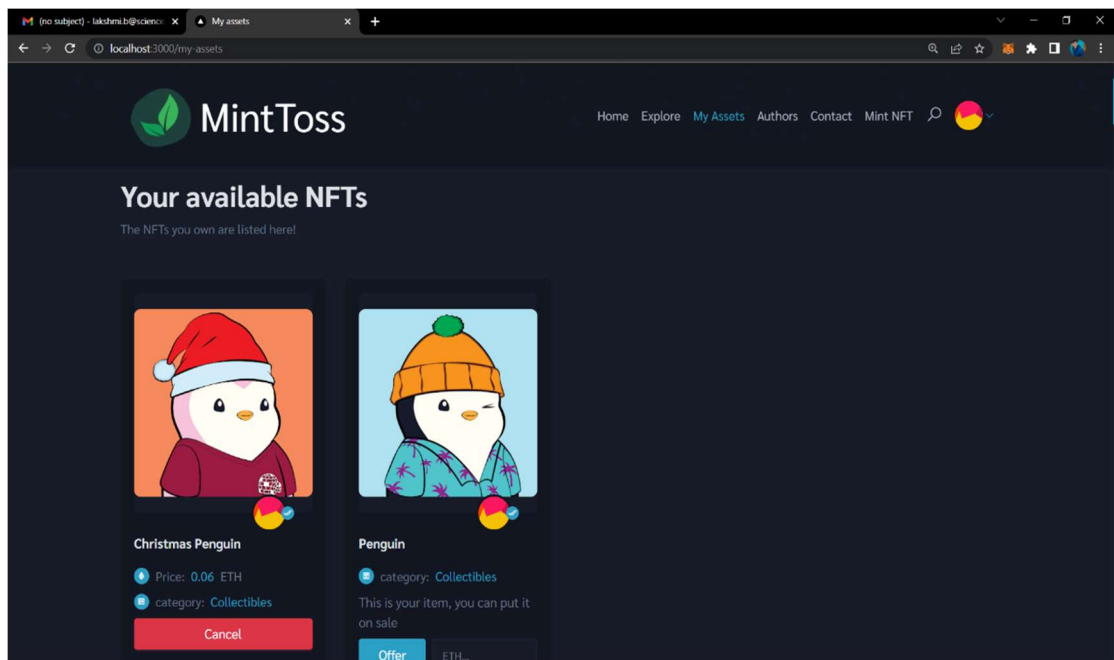 (no subject) - lakshmi.b@science
My assets
localhost:3000/my-assets
MintToss
Home Explore My Assets Authors Contact Mint NFT
Your available NFTs
The NFTs you own are listed here!
Christmas Penguin
Price: 0.06 ETH
category: Collectibles
Cancel
Penguin
category: Collectibles
This is your item, you can put it
on sale
Offer ETH_